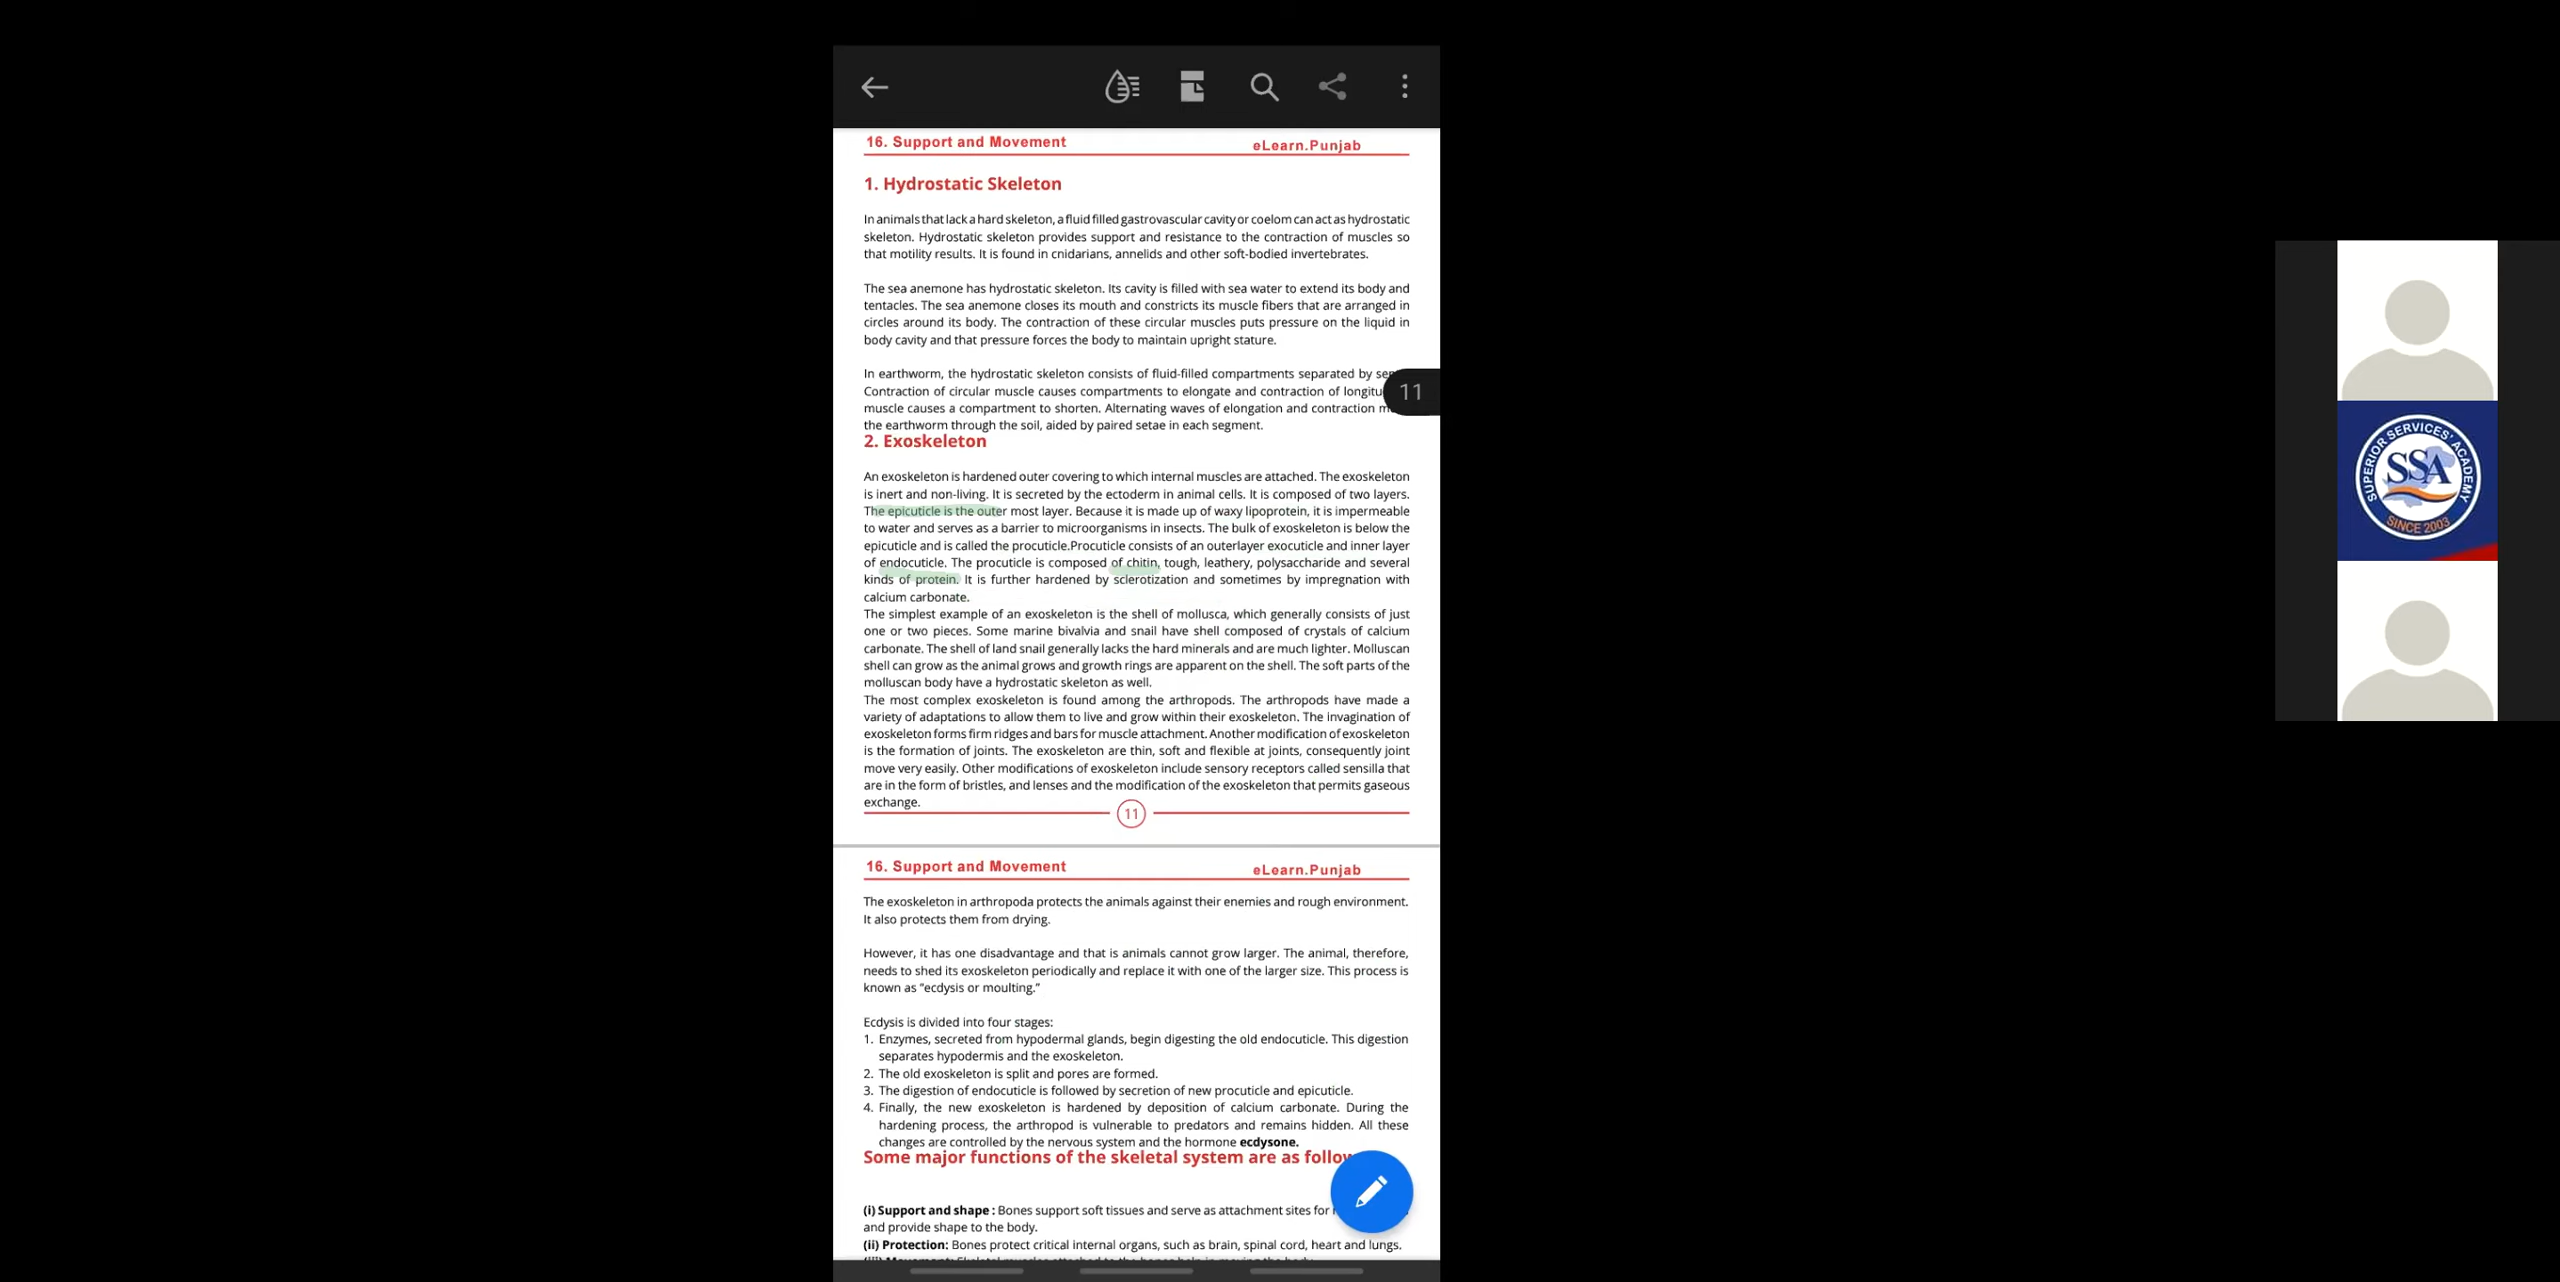 16. Support and Movement
eLearn.Punjab
1. Hydrostatic Skeleton
In animals that lack a hard skeleton, a fluid filled gastrovascular cavity or coelom can act as hydrostatic
skeleton. Hydrostatic skeleton provides support and resistance to the contraction of muscles so
that motility results. It is found in cnidarians, annelids and other soft-bodied invertebrates.
The sea anemone has hydrostatic skeleton. Its cavity is filled with sea water to extend its body and
tentacles. The sea anemone closes its mouth and constricts its muscle fibers that are arranged in
circles around its body. The contraction of these circular muscles puts pressure on the liquid in
body cavity and that pressure forces the body to maintain upright stature.
In earthworm, the hydrostatic skeleton consists of fluid-filled compartments separated by
Contraction of circular muscle causes compartments to elongate and contraction of
muscle causes a compartment to shorten. Alternating waves of elongation and contraction
the earthworm through the soil, aided by paired setae in each segment.
11
2. Exoskeleton
An exoskeleton is hardened outer covering to which internal muscles are attached. The exoskeleton
is inert and non-living. It is secreted by the ectoderm in animal cells. It is composed of two layers.
The epicuticle is the outer most layer. Because it is made up of waxy lipoprotein, it is impermeable
to water and serves as a barrier to microorganisms in insects. The bulk of exoskeleton is below the
epicuticle and is called the procuticle.Procuticle consists of an outerlayer exocuticle and inner layer
of endocuticle. The procuticle is composed of chitin, tough, leathery, polysaccharide and several
kinds of protein. It is further hardened by sclerotization and sometimes by impregnation with
calcium carbonate.
The simplest example of an exoskeleton is the shell of mollusca, which generally consists of just
one or two pieces. Some marine bivalvia and snail have shell composed of crystals of calcium
carbonate. The shell of land snail generally lacks the hard minerals and are much lighter. Molluscan
shell can grow as the animal grows and growth rings are apparent on the shell. The soft parts of the
molluscan body have a hydrostatic skeleton as well.
The most complex exoskeleton is found among the arthropods. The arthropods have made a
variety of adaptations to allow them to live and grow within their exoskeleton. The invagination of
exoskeleton forms firm ridges and bars for muscle attachment. Another modification of exoskeleton
is the formation of joints. The exoskeleton are thin, soft and flexible at joints, consequently joint
move very easily. Other modifications of exoskeleton include sensory receptors called sensilla that
are in the form of bristles, and lenses and the modification of the exoskeleton that permits gaseous
exchange.
11
16. Support and Movement
eLearn.Punjab
The exoskeleton in arthropoda protects the animals against their enemies and rough environment.
It also protects them from drying.
However, it has one disadvantage and that is animals cannot grow larger. The animal, therefore,
needs to shed its exoskeleton periodically and replace it with one of the larger size. This process is
known as "ecdysis or moulting."
Ecdysis is divided into four stages:
1. Enzymes, secreted from hypodermal glands, begin digesting the old endocuticle. This digestion
separates hypodermis and the exoskeleton.
2. The old exoskeleton is split and pores are formed.
3. The digestion of endocuticle is followed by secretion of new procuticle and epicuticle.
4. Finally, the new exoskeleton is hardened by deposition of calcium carbonate. During the
hardening process, the arthropod is vulnerable to predators and remains hidden. All these
changes are controlled by the nervous system and the hormone ecdysone.
Some major functions of the skeletal system are as
(i) Support and shape : Bones support soft tissues and serve as attachment sites for
and provide shape to the body.
(ii) Protection: Bones protect critical internal organs, such as brain, spinal cord, heart and lungs.
SUPERIOR SERVICES' ACADEMY
SSA
SINCE 2003